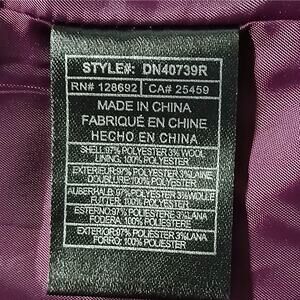 STYLE#: DN40739R
RN# 128692 CA# 25459
MADE IN CHINA
FABRIQUÉ EN CHINE
HECHO EN CHINA
SHELL:97% POLYESTER 3% WOOL
LINING, 100% POLYESTER
EXTERIEUR:97% POLYESTER 3%LAINE
DOUBLURE 100% POLYESTER
AUBERHALB:97% POLYESTER 3%WOLLE
FUTTER 100% POLYESTER
ESTERNO:97% POLYESTER 3%LANA
FODERA 100% POLIESTERE
EXTERIOR:97% POLYESTER 3%LANA
FORRO: 100% POLIESTER